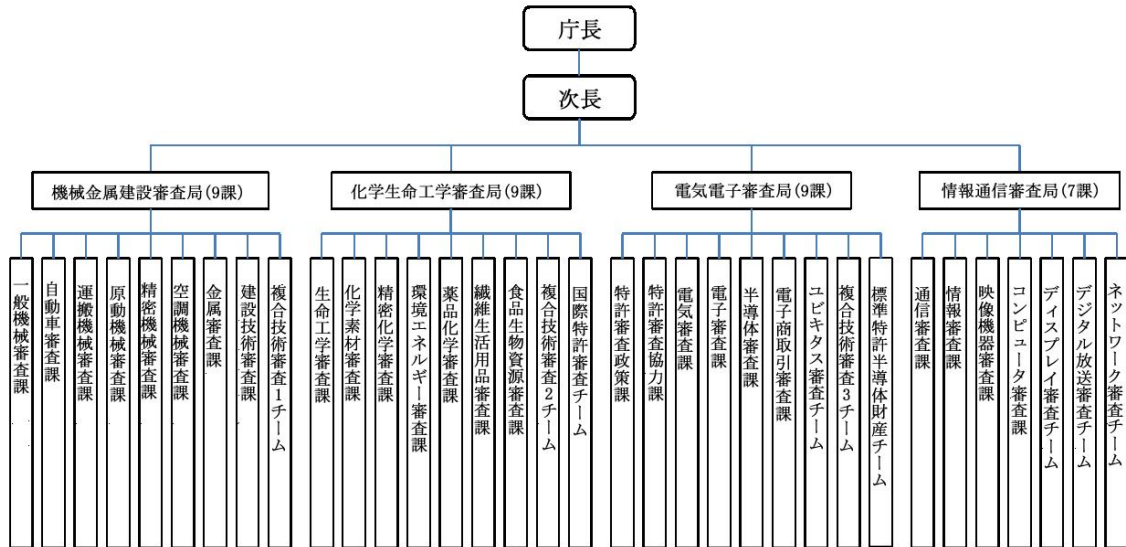 庁長
次長
機械金属建設審査局(9課)
化学生命工学審査局(9課)
電気電子審査局(9課)
情報通信審査局(7課)
一般機械審査課
自動車審査課
運搬機械審査課
原動機械審査課
精密機械審査課
空調機械審査課
金属審査課
建設技術審査課
複合技術審査1チーム
生命工学審査課
化学素材審査課
精密化学審査課
環境エネルギー審査課
薬品化学審査課
繊維生活用品審査課
食品生物資源審査課
複合技術審査2チーム
国際特許審査チーム
特許審査政策課
特許審査協力課
電気審査課
電子審査課
半導体審査課
電子商取引審査課
ユビキタス審査チーム
複合技術審査3チーム
標準特許半導体財産チーム
通信審査課
情報審査課
映像機器審査課
コンピュータ審査課
ディスプレイ審査チーム
デジタル放送審査チーム
ネットワーク審査チーム